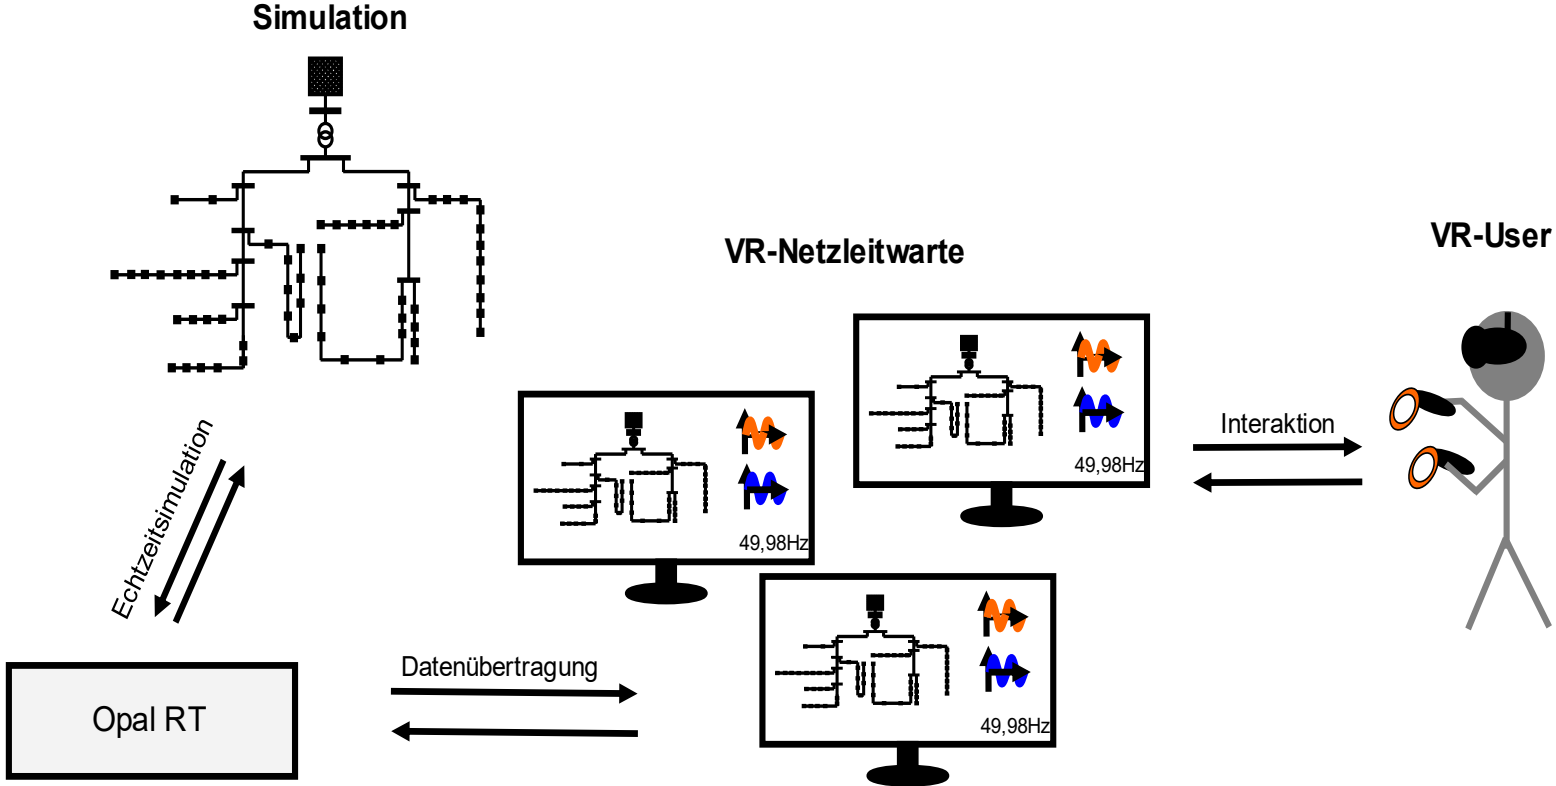 Simulation
VR-Netzleitwarte
VR-User
Interaktion
49,98Hz
49,98Hz
Echtzeitsimulation
Datenübertragung
Opal RT
49,98Hz